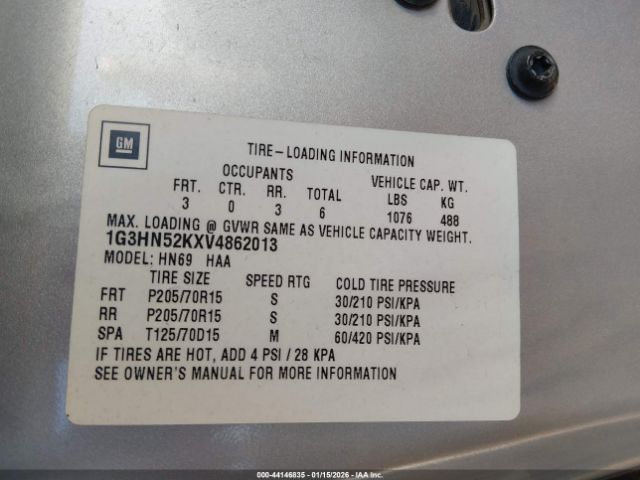 GM
TIRE-LOADING INFORMATION
OCCUPANTS VEHICLE CAP. WT.
FRT. CTR. RR. TOTAL LBS KG
3 0 3 6 1076 488
MAX. LOADING @ GVWR SAME AS VEHICLE CAPACITY WEIGHT.
1G3HN52KXV4862013
MODEL: HN69 HAA
TIRE SIZE SPEED RTG COLD TIRE PRESSURE
FRT P205/70R15 S 30/210 PSI/KPA
RR P205/70R15 S 30/210 PSI/KPA
SPA T125/70D15 M 60/420 PSI/KPA
IF TIRES ARE HOT, ADD 4 PSI / 28 KPA
SEE OWNER'S MANUAL FOR MORE INFORMATION
000-44146835 - 01/15/2026 - IAAC Inc.